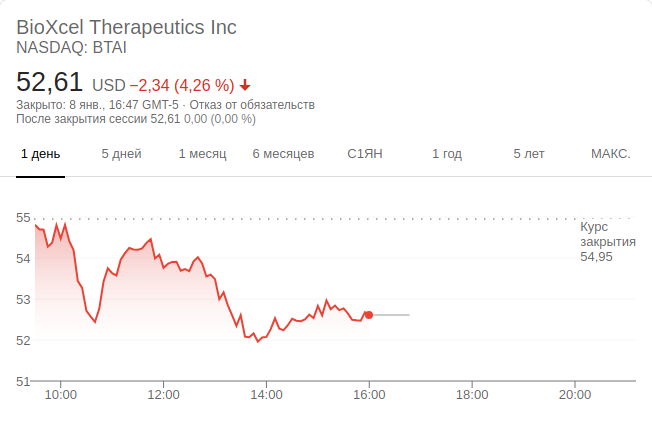 BioXcel Therapeutics Inc
NASDAQ: BTAI
52,61 USD −2,34 (4,26 %)
Закрыто: 8 янв., 16:47 GMT-5 · Отказ от обязательств
После закрытия сессии 52,61 0,00 (0,00 %)
1 день 5 дней 1 месяц 6 месяцев С1ЯН 1 год 5 лет МАКС.
55
Курс
закрытия
54,95
54
53
52
51
10:00 12:00 14:00 16:00 18:00 20:00